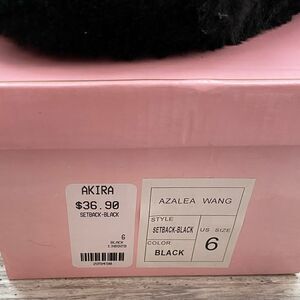 AKIRA
$36.90
SETBACK-BLACK
6
BLACK
AZALEA WANG
STYLE
SETBACK-BLACK
US SIZE
6
COLOR
BLACK